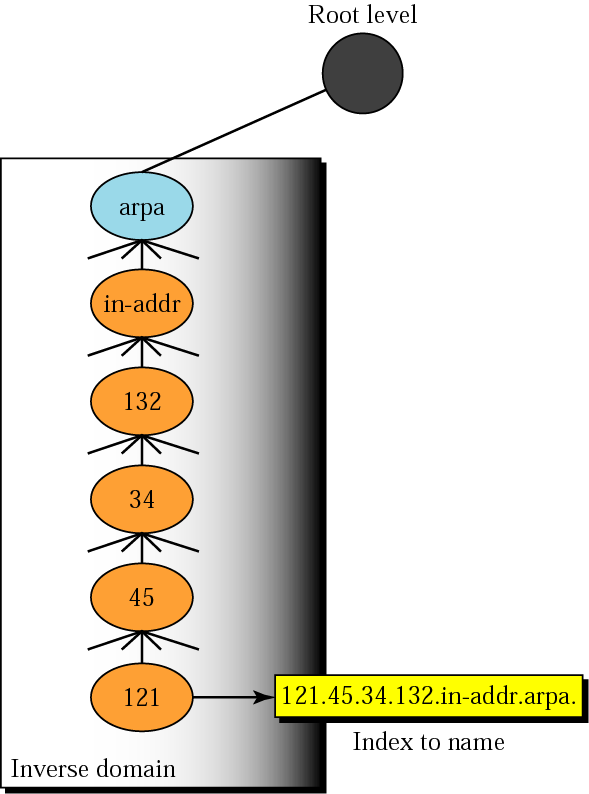 Root level
arpa
in-addr
132
34
45
121
121.45.34.132.in-addr.arpa.
Index to name
Inverse domain